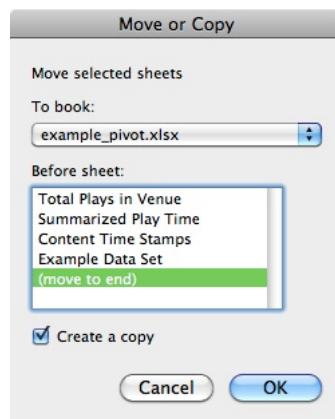 Move or Copy
Move selected sheets
To book:
example_pivot.xlsx
Before sheet:
Total Plays in Venue
Summarized Play Time
Content Time Stamps
Example Data Set
(move to end)
Create a copy
Cancel OK